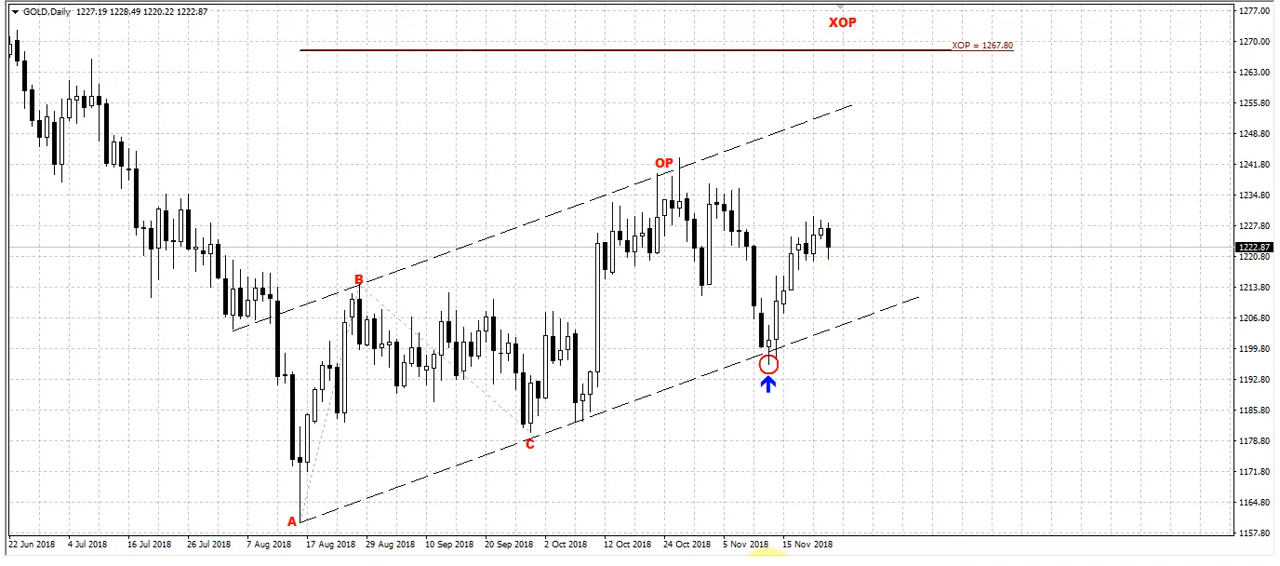 GOLD,Daily 1227.19 1228.49 1220.22 1222.87
XOP
XOP = 1267.80
OP
B
C
A
1277.00
1270.00
1263.00
1255.80
1248.80
1241.80
1234.80
1227.80
1222.87
1220.80
1213.80
1206.80
1199.80
1192.80
1185.80
1178.80
1171.80
1164.80
1157.80
22 Jun 2018 4 Jul 2018 16 Jul 2018 26 Jul 2018 7 Aug 2018 17 Aug 2018 29 Aug 2018 10 Sep 2018 20 Sep 2018 2 Oct 2018 12 Oct 2018 24 Oct 2018 5 Nov 2018 15 Nov 2018